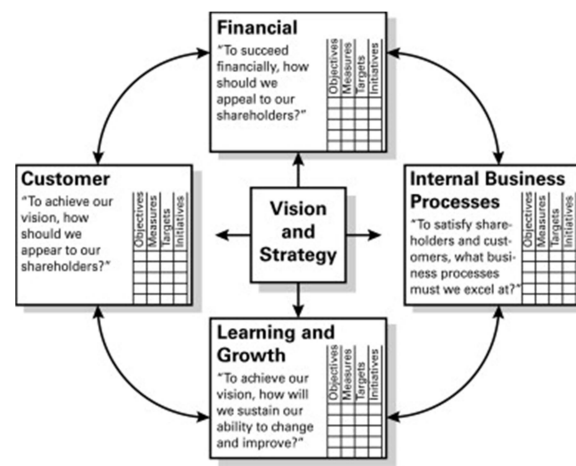 Financial
“To succeed
financially, how
should we
appeal to our
shareholders?”
Objectives
Measures
Targets
Initiatives
Customer
“To achieve our
vision, how
should we
appear to our
shareholders?”
Objectives
Measures
Targets
Initiatives
Vision
and
Strategy
Internal Business
Processes
“To satisfy share-
holders and cust-
omers, what busi-
ness processes
must we excel at?”
Objectives
Measures
Targets
Initiatives
Learning and
Growth
“To achieve our
vision, how will
we sustain our
ability to change
and improve?”
Objectives
Measures
Targets
Initiatives